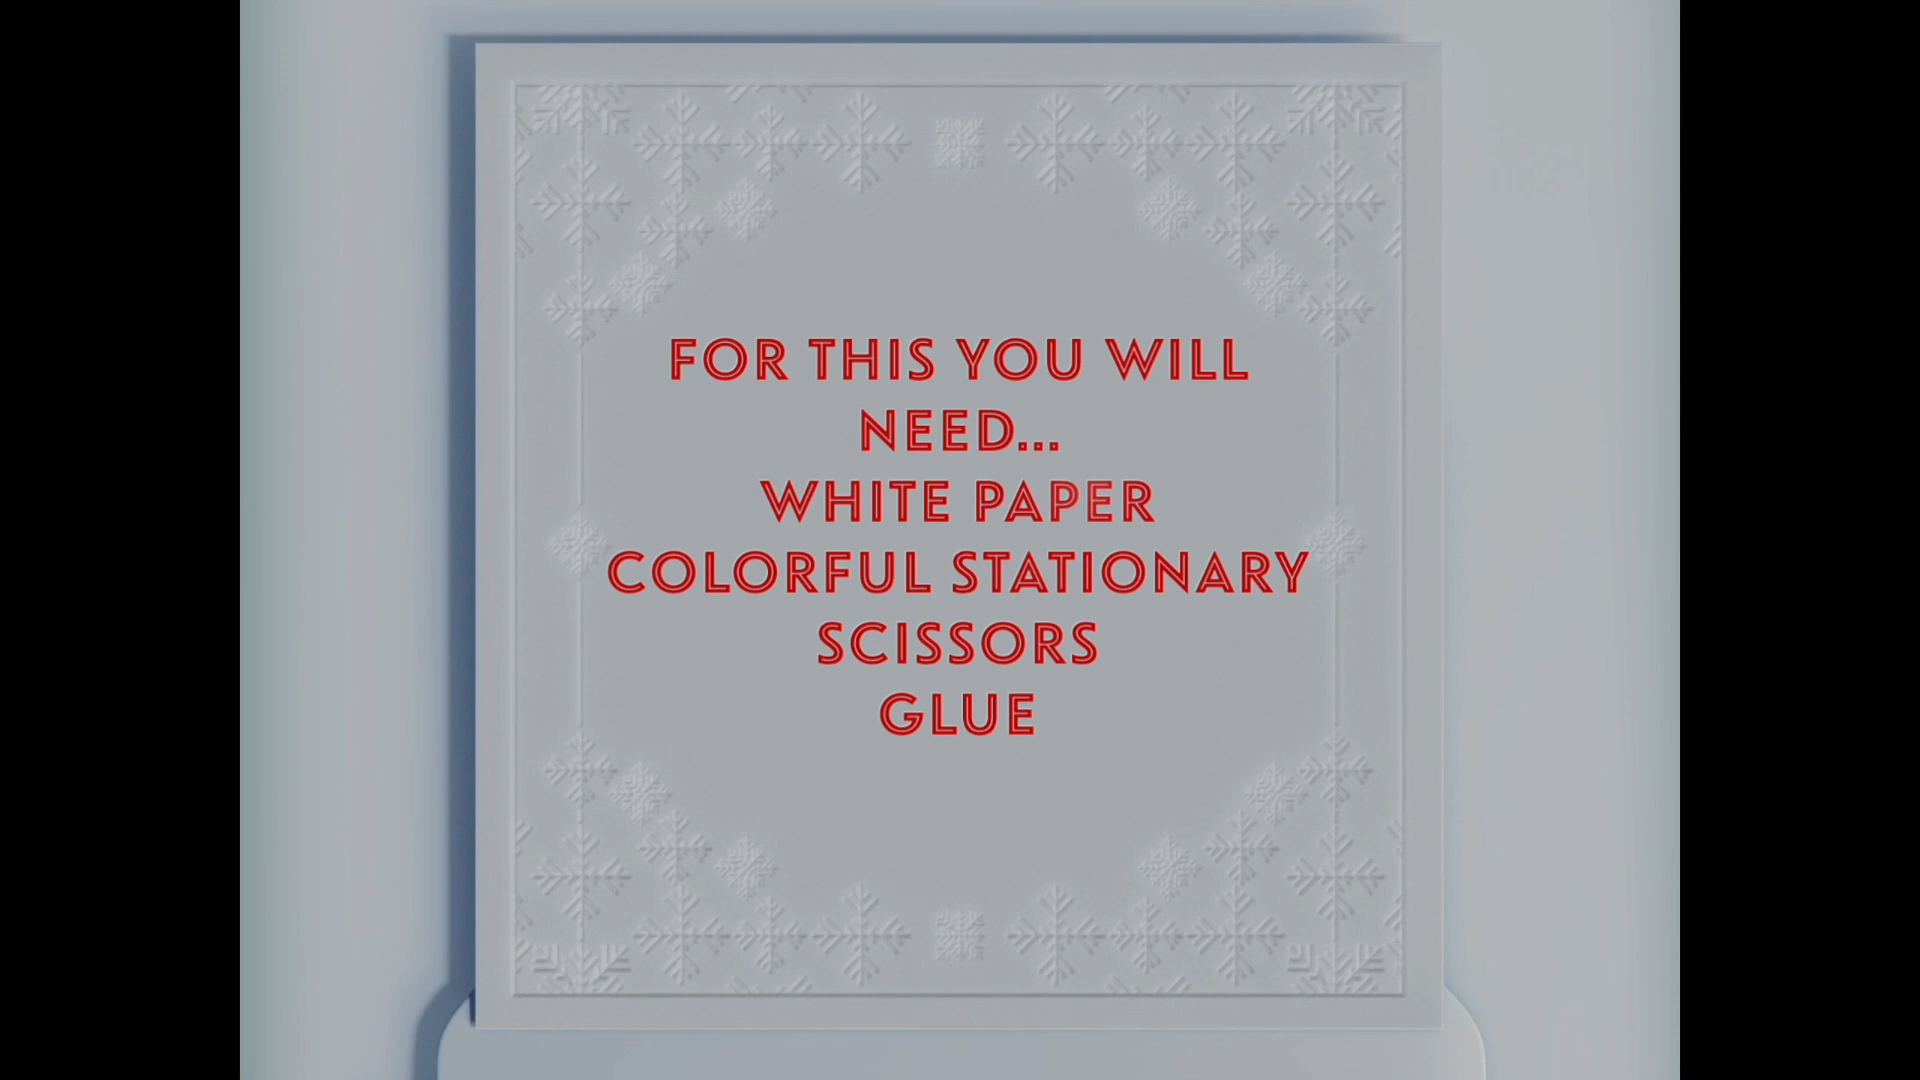 FOR THIS YOU WILL
NEED...
WHITE PAPER
COLORFUL STATIONARY
SCISSORS
GLUE